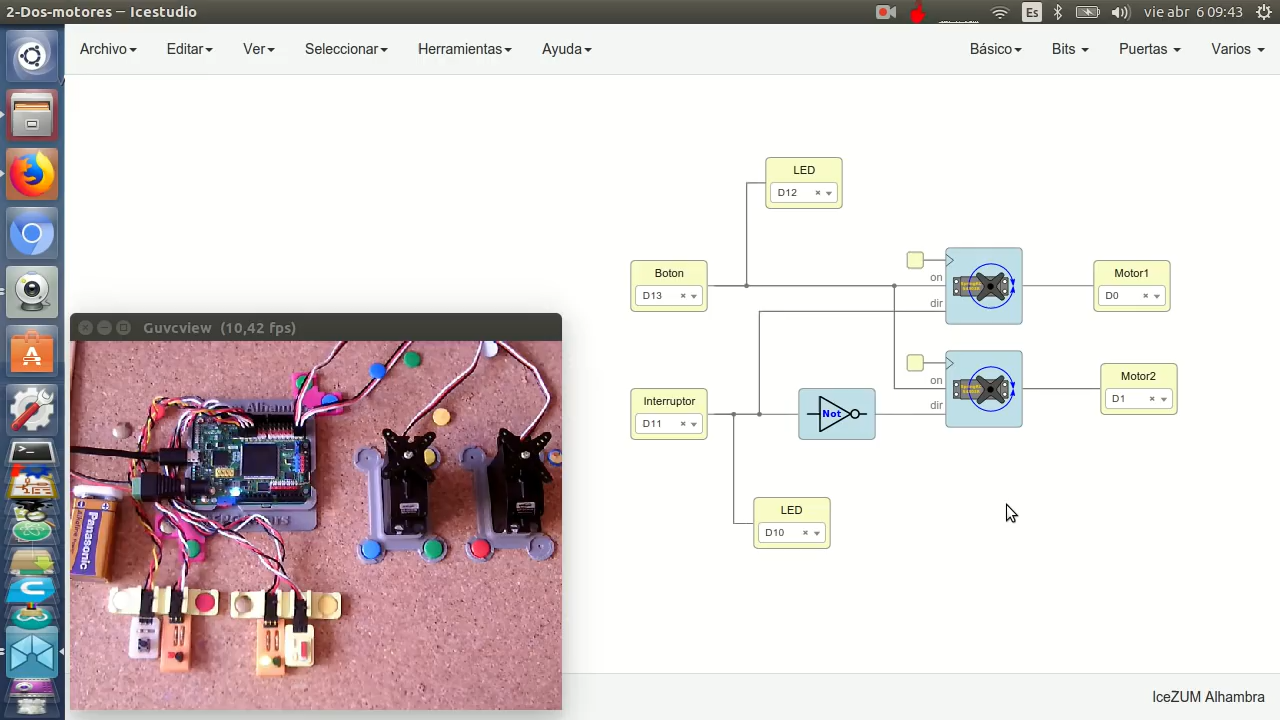 2-Dos-motores — Icestudio
Es
vie abr 6 09:43
Archivo
Editar
Ver
Seleccionar
Herramientas
Ayuda
Básico
Bits
Puertas
Varios
LED
D12
Boton
D13
on
dir
Motor1
D0
Guvcview (10,42 fps)
on
dir
Motor2
D1
Interruptor
D11
Not
Panasonic
LED
D10
IceZUM Alhambra